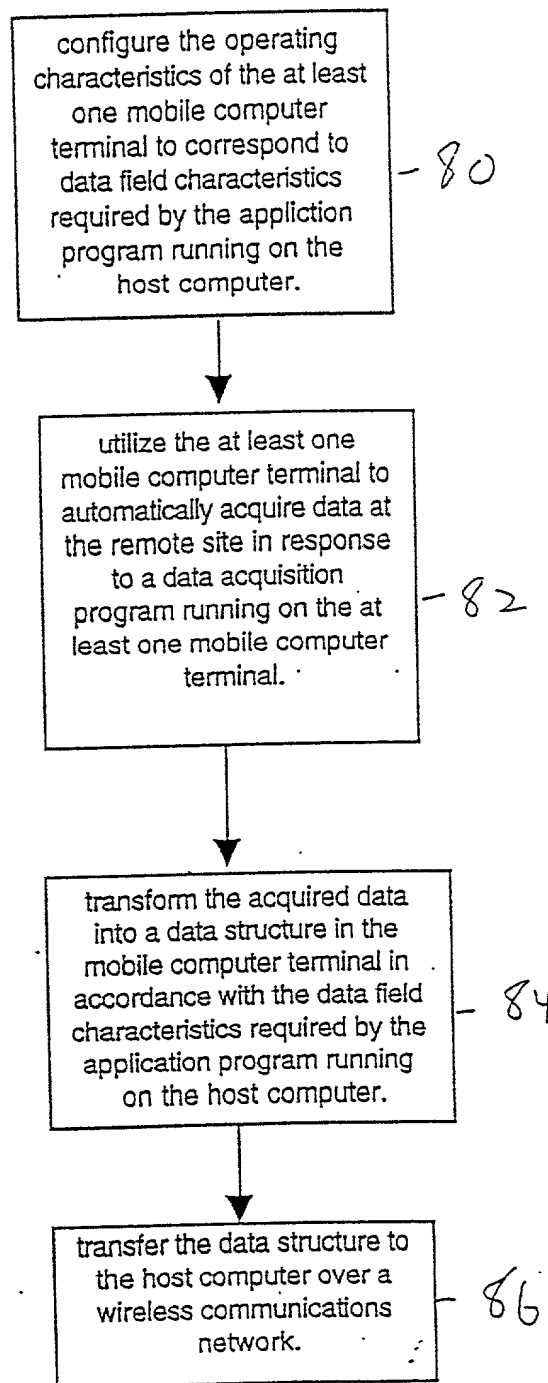 configure the operating
characteristics of the at least
one mobile computer
terminal to correspond to
data field characteristics
required by the appliction
program running on the
host computer.
- 80
utilize the at least one
mobile computer terminal to
automatically acquire data at
the remote site in response
to a data acquisition
program running on the at
least one mobile computer
terminal.
- 82
transform the acquired data
into a data structure in the
mobile computer terminal in
accordance with the data field
characteristics required by the
application program running
on the host computer.
- 84
transfer the data structure to
the host computer over a
wireless communications
network.
- 86